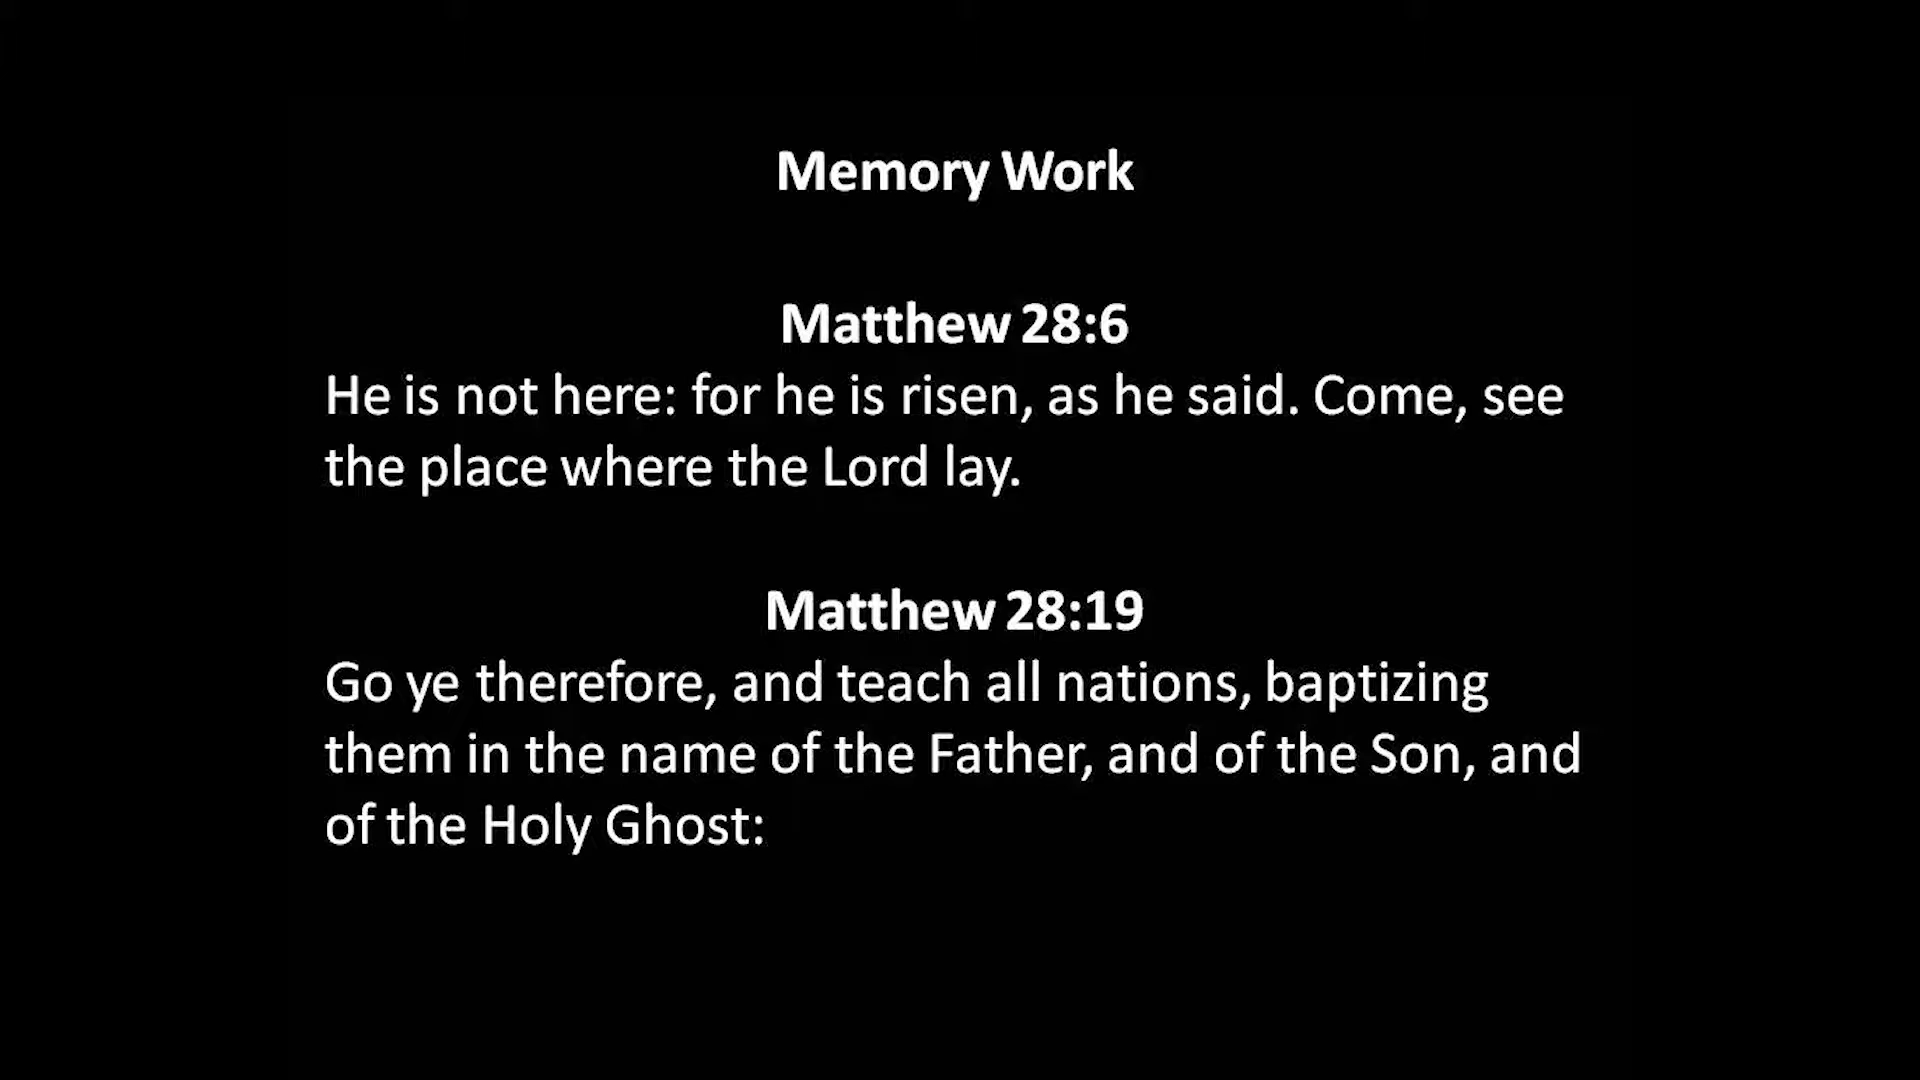 Memory Work
Matthew 28:6
He is not here: for he is risen, as he said. Come, see
the place where the Lord lay.
Matthew 28:19
Go ye therefore, and teach all nations, baptizing
them in the name of the Father, and of the Son, and
of the Holy Ghost: